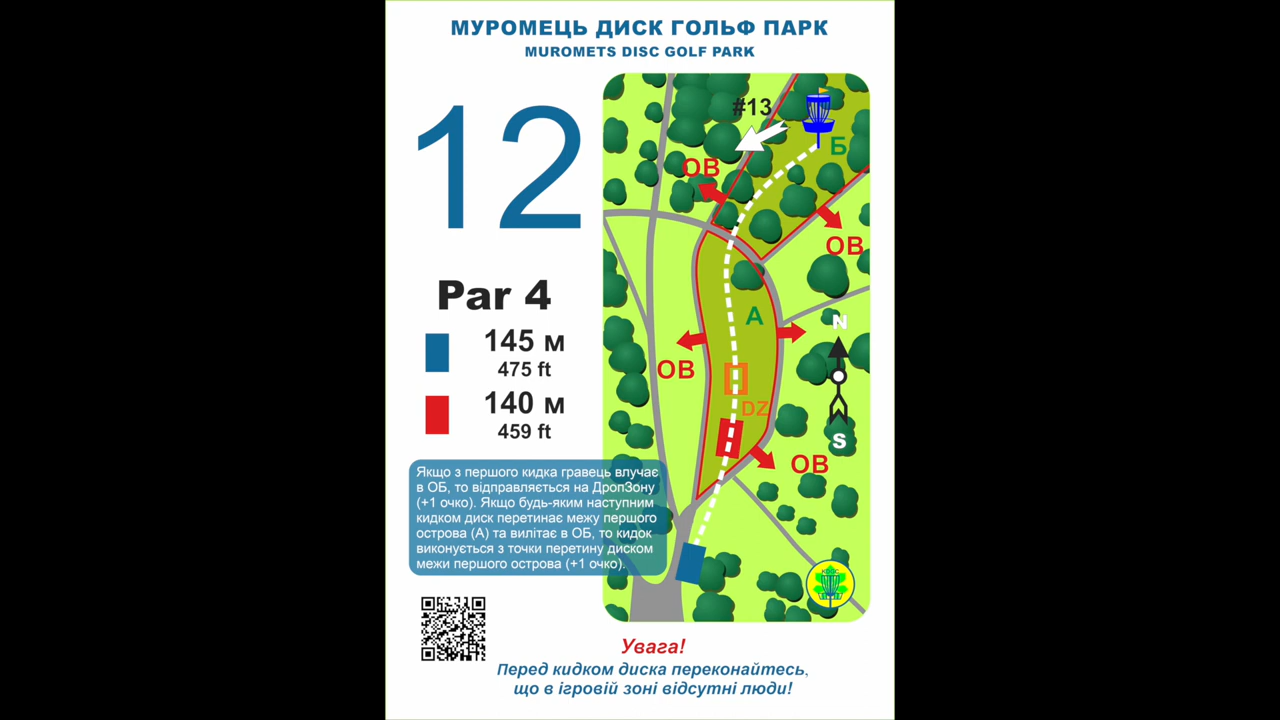 МУРОМЕЦЬ ДИСК ГОЛЬФ ПАРК
MUROMETS DISC GOLF PARK
12
Par 4
145 м
475 ft
140 м
459 ft
Якщо з першого кидка гравець влучає
в ОБ, то відправляється на ДропЗону
(+1 очко). Якщо будь-яким наступним
кидком диск перетинає межу першого
острова (А) та вилітає в ОБ, то кидок
виконується з точки перетину диском
межи першого острова (+1 очко).
#13
Б
OB
OB
A
N
OB
DZ
S
OB
KDGC
Увага!
Перед кидком диска переконайтесь,
що в ігровій зоні відсутні люди!